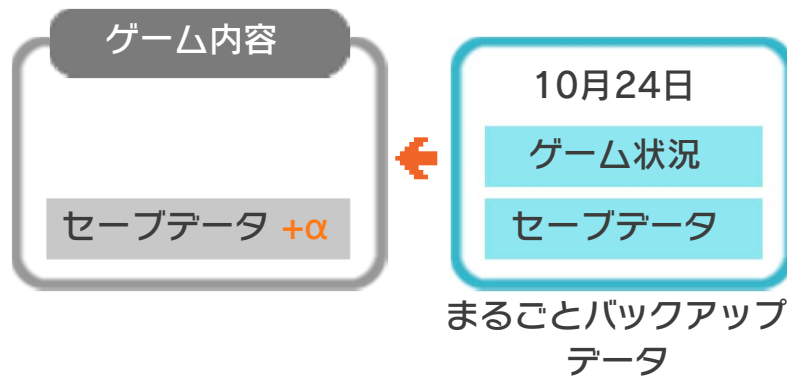 ゲーム内容
セーブデータ +α
10月24日
ゲーム状況
セーブデータ
まるごとバックアップ
データ